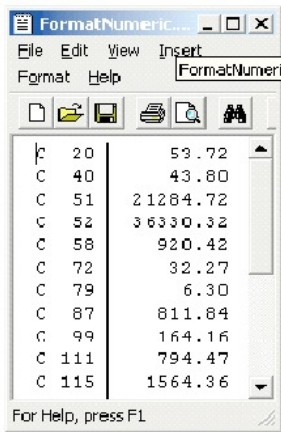 FormatNumeric....
File Edit View Insert
Format Help
FormatNumeri
C 20 53.72
C 40 43.80
C 51 21284.72
C 52 36330.32
C 58 920.42
C 72 32.27
C 79 6.30
C 87 811.84
C 99 164.16
C 111 794.47
C 115 1564.36
For Help, press F1